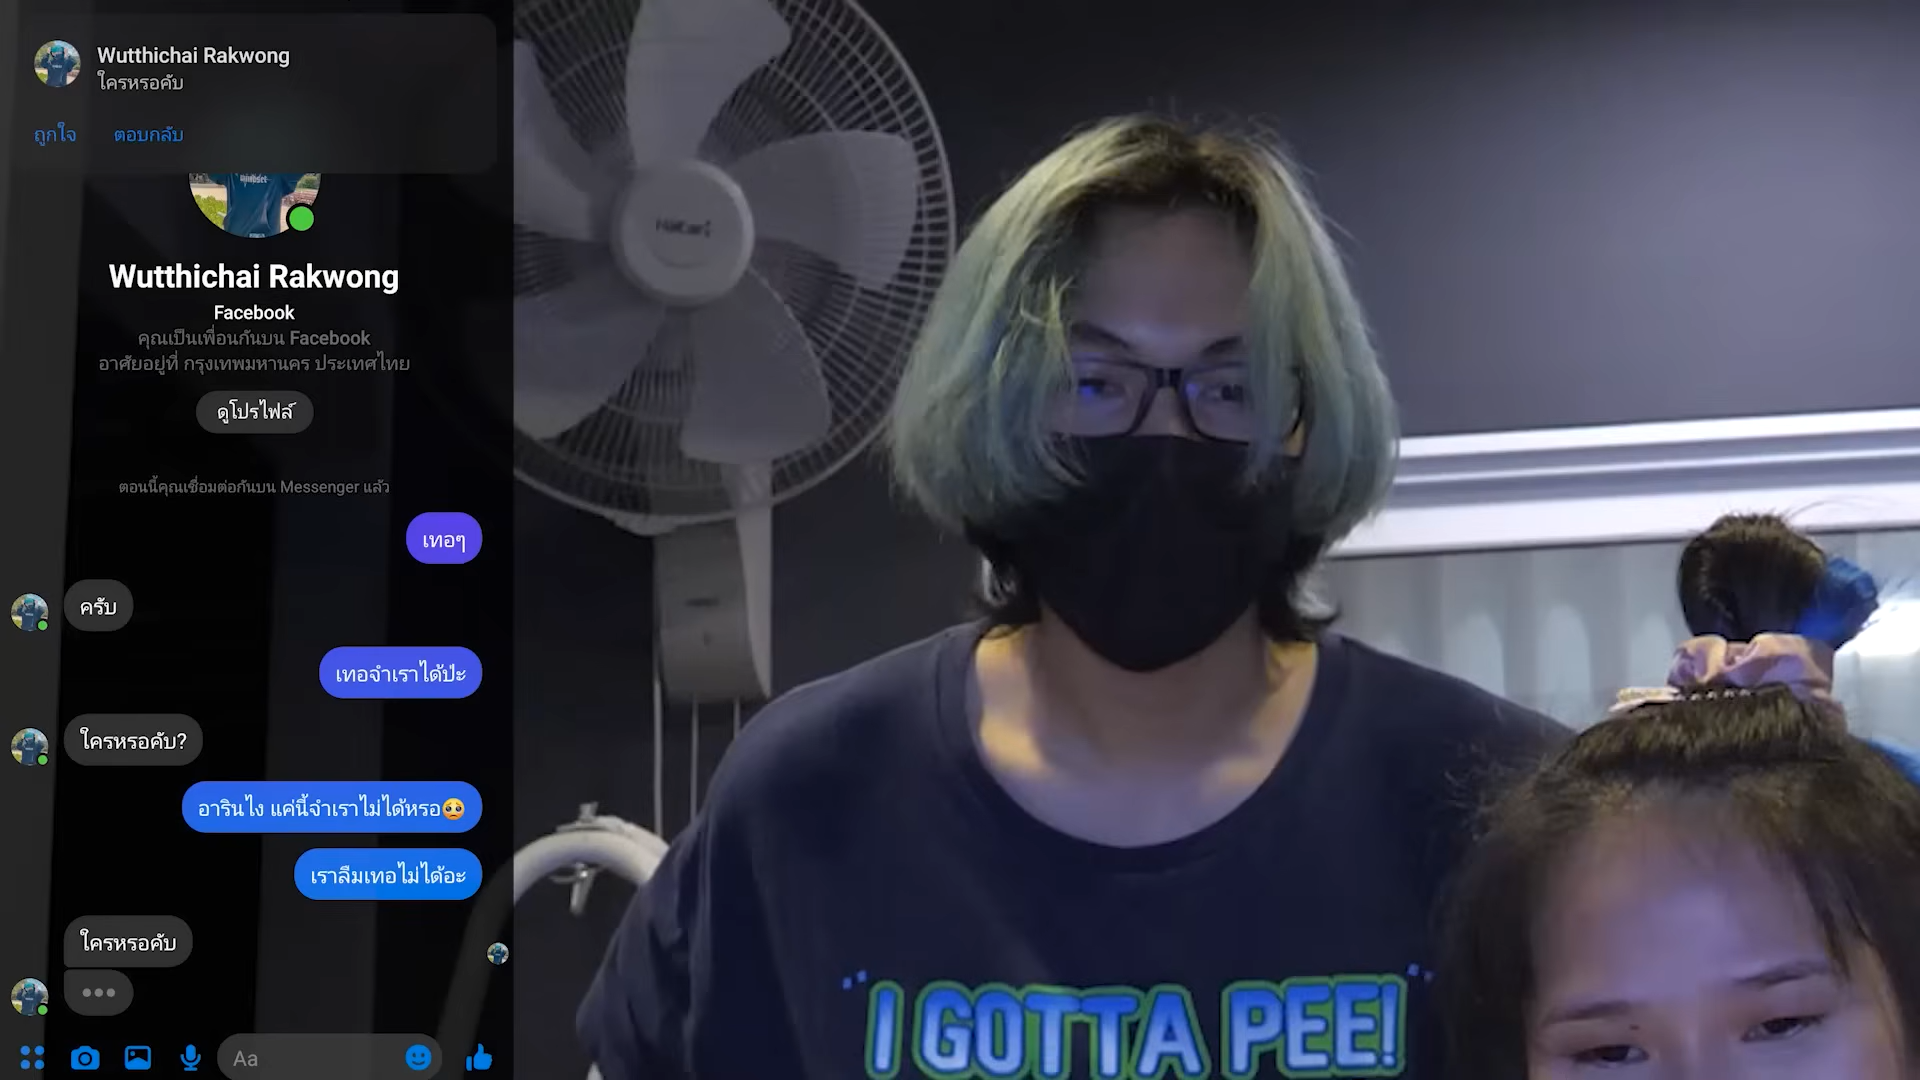 Wutthichai Rakwong
ใครหรอคับ
ถูกใจ ตอบกลับ
mindset
Wutthichai Rakwong
Facebook
คุณเป็นเพื่อนกันบน Facebook
อาศัยอยู่ที่ กรุงเทพมหานคร ประเทศไทย
ดูโปรไฟล์
ตอนนี้คุณเชื่อมต่อกันบน Messenger แล้ว
เทอๆ
ครับ
เทอจำเราได้ป่ะ
ใครหรอคับ?
อารินไง แค่นี้จำเราไม่ได้หรอ🥺
เราลืมเทอไม่ได้อะ
ใครหรอคับ
Aa
HATARI
"I GOTTA PEE!"